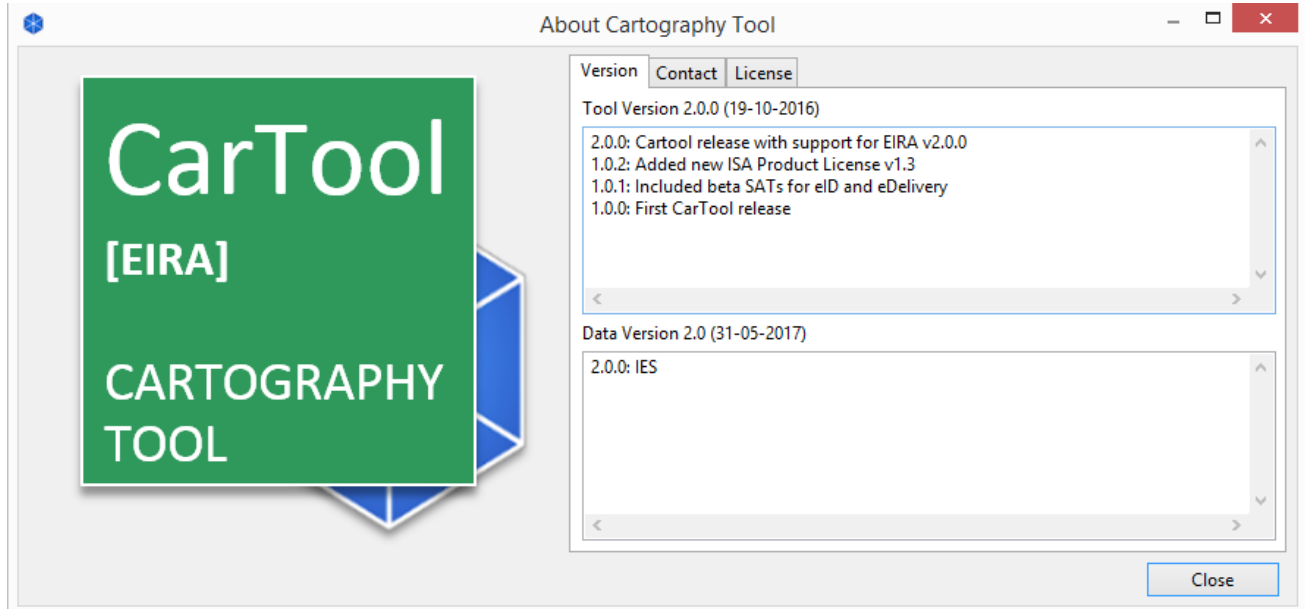 About Cartography Tool
CarTool
[EIRA]
CARTOGRAPHY
TOOL
Version Contact License
Tool Version 2.0.0 (19-10-2016)
2.0.0: Cartool release with support for EIRA v2.0.0
1.0.2: Added new ISA Product License v1.3
1.0.1: Included beta SATs for eID and eDelivery
1.0.0: First CarTool release
Data Version 2.0 (31-05-2017)
2.0.0: IES
Close